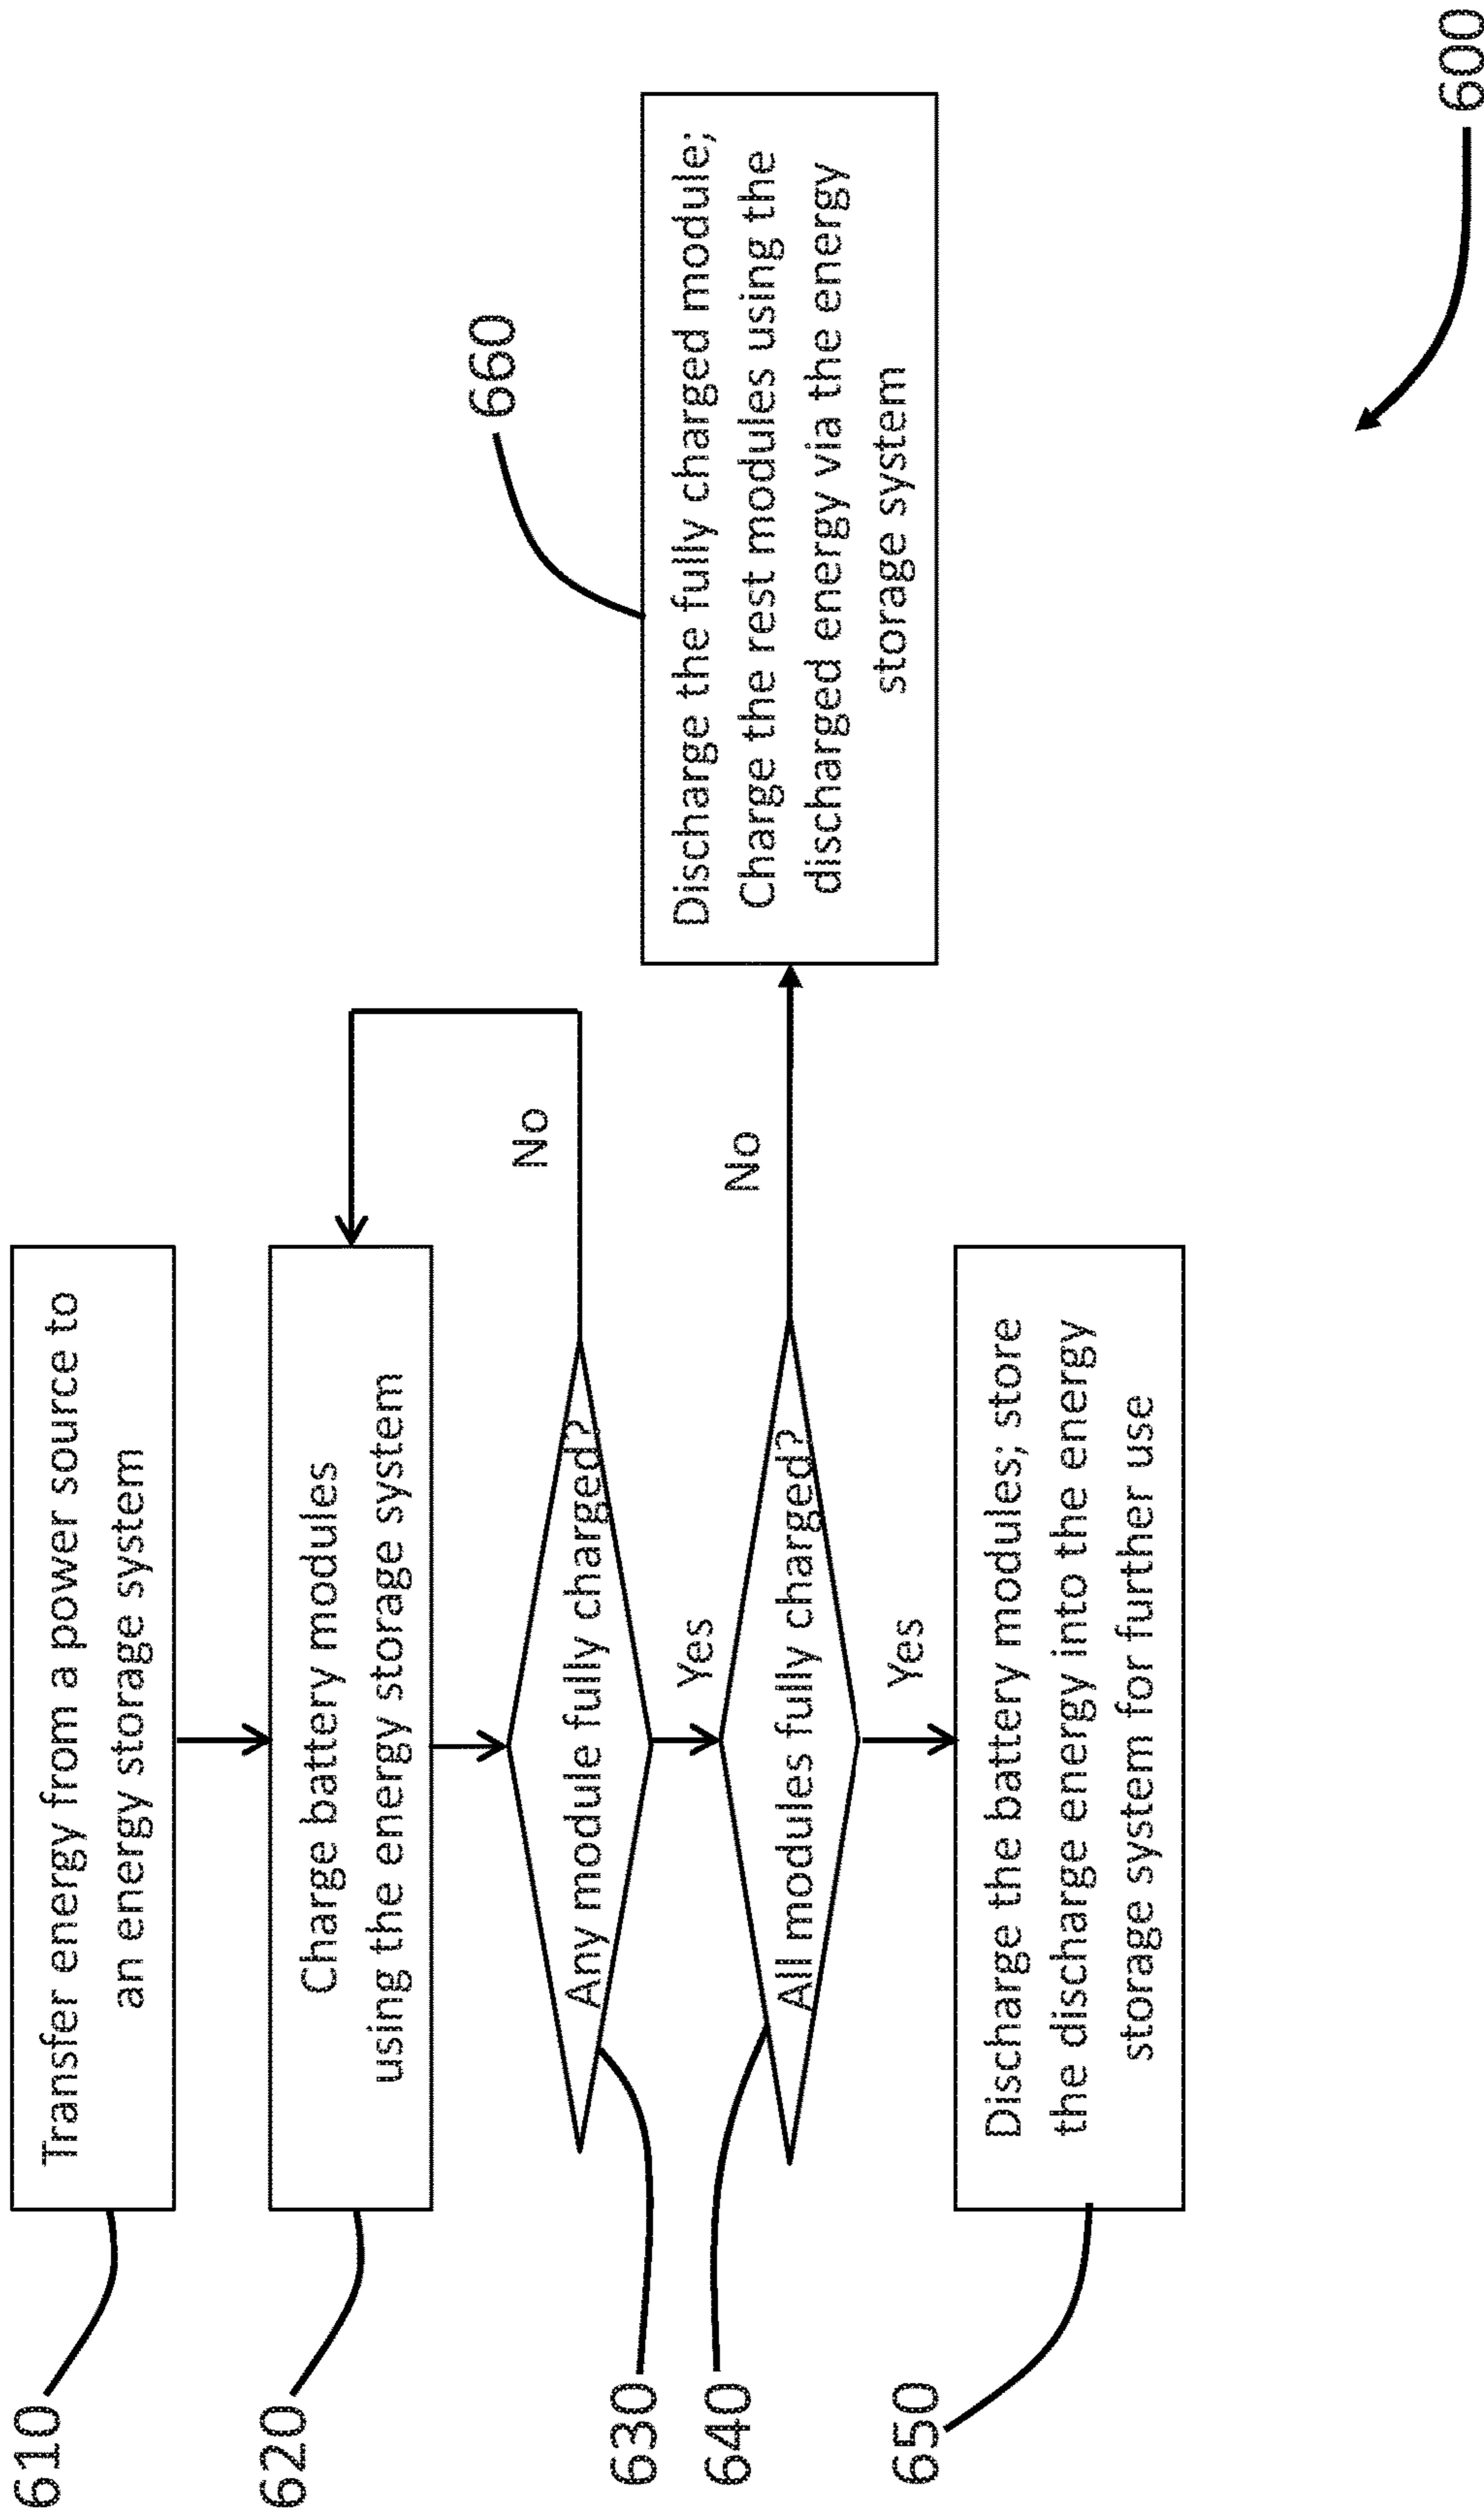 610
Transfer energy from a power source to
an energy storage system
620
Charge battery modules
using the energy storage system
630
Any module fully charged?
No
Yes
640
All modules fully charged?
No
Yes
650
Discharge the battery modules; store
the discharge energy into the energy
storage system for further use
660
Discharge the fully charged module;
Charge the rest modules using the
discharged energy via the energy
storage system
600